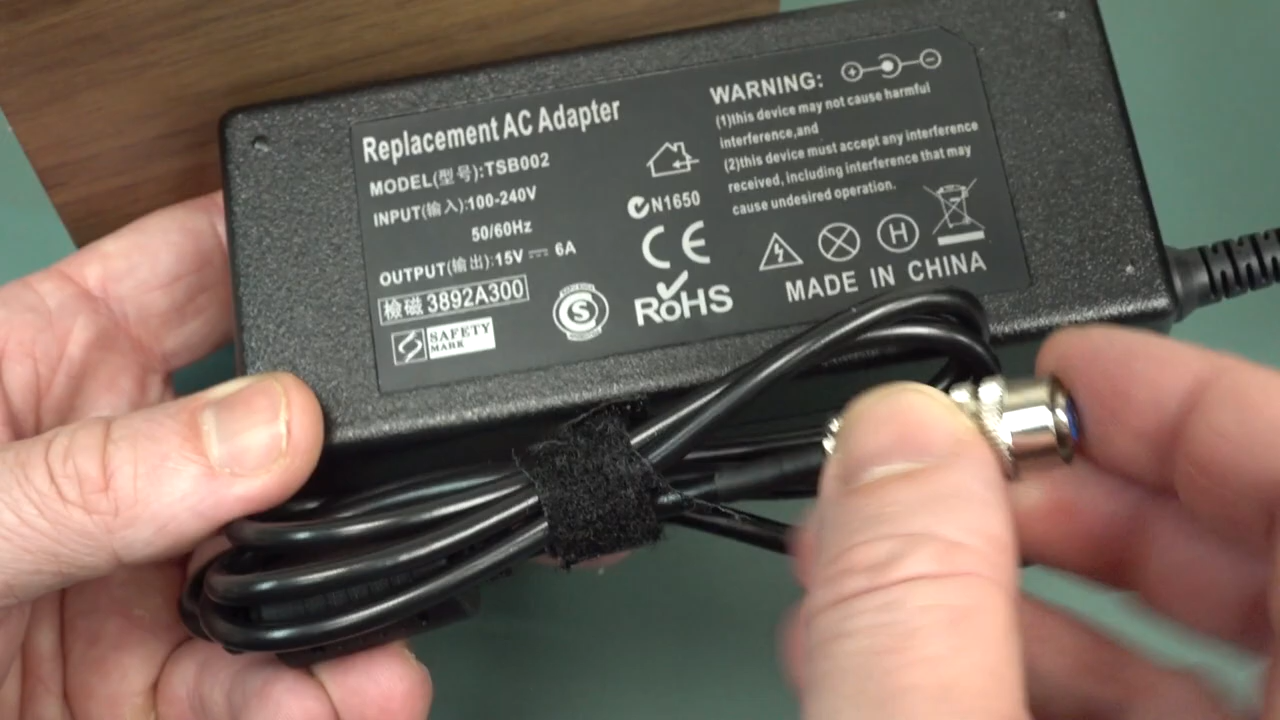 Replacement AC Adapter
MODEL(型号):TSB002
INPUT(输入):100-240V
50/60Hz
OUTPUT(输出):15V ⎓ 6A
檢磁 3892A300
SAFETY
MARK
S
N1650
CE
RoHS
WARNING:
(1)this device may not cause harmful
interference,and
(2)this device must accept any interference
received, including interference that may
cause undesired operation.
H
MADE IN CHINA